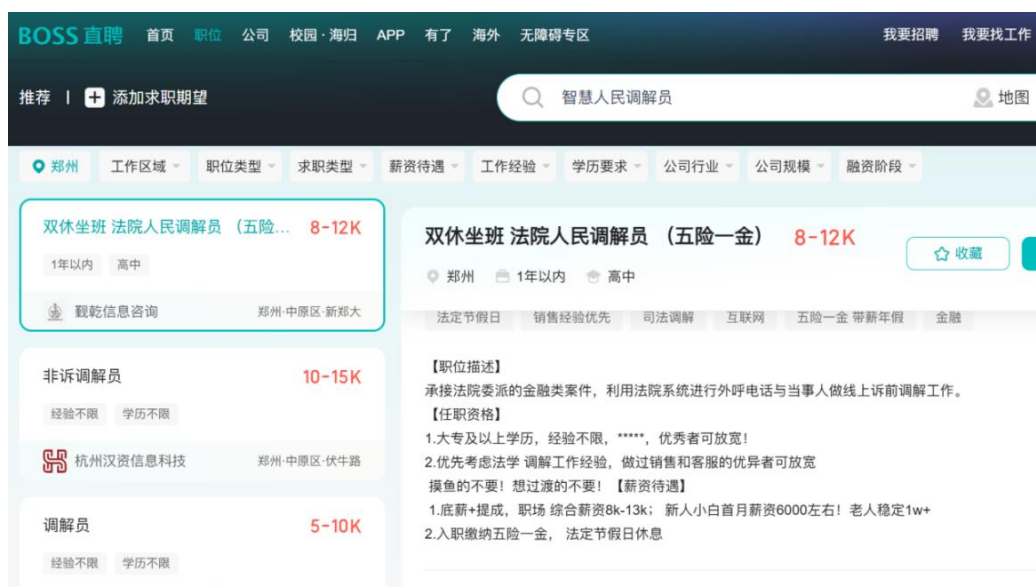 BOSS 直聘 首页 职位 公司 校园·海归 APP 有了 海外 无障碍专区 我要招聘 我要找工作
推荐 添加求职期望 智慧人民调解员 地图
郑州 工作区域 职位类型 求职类型 薪资待遇 工作经验 学历要求 公司行业 公司规模 融资阶段
双休坐班 法院人民调解员 （五险... 8-12K
1年以内 高中
觐乾信息咨询 郑州·中原区·新郑大
非诉调解员 10-15K
经验不限 学历不限
杭州汉资信息科技 郑州·中原区·伏牛路
调解员 5-10K
经验不限 学历不限
双休坐班 法院人民调解员 （五险一金） 8-12K
收藏
郑州 1年以内 高中
法定节假日 销售经验优先 司法调解 互联网 五险一金 带薪年假 金融
【职位描述】
承接法院委派的金融类案件，利用法院系统进行外呼电话与当事人做线上诉前调解工作。
【任职资格】
1.大专及以上学历，经验不限，*****，优秀者可放宽！
2.优先考虑法学 调解工作经验，做过销售和客服的优异者可放宽
摸鱼的不要！想过渡的不要！【薪资待遇】
1.底薪+提成，职场 综合薪资8k-13k； 新人小白首月薪资6000左右！老人稳定1w+
2.入职缴纳五险一金， 法定节假日休息